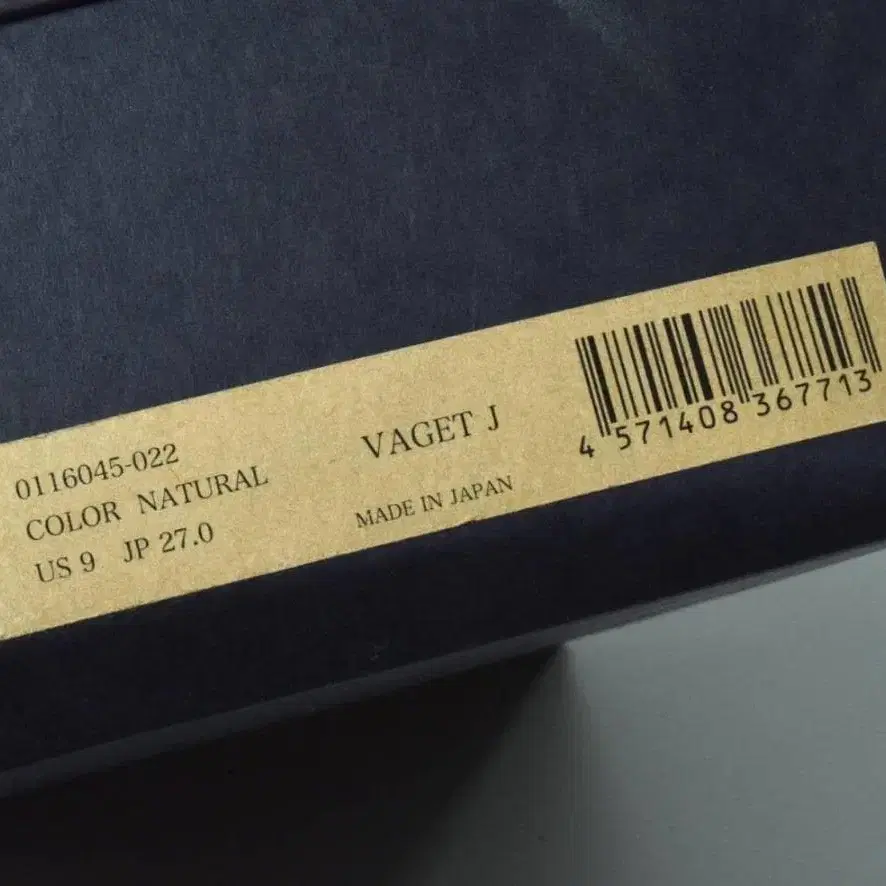 0116045-022
COLOR NATURAL
US 9 JP 27.0
VAGET J
MADE IN JAPAN
4 571408 367713